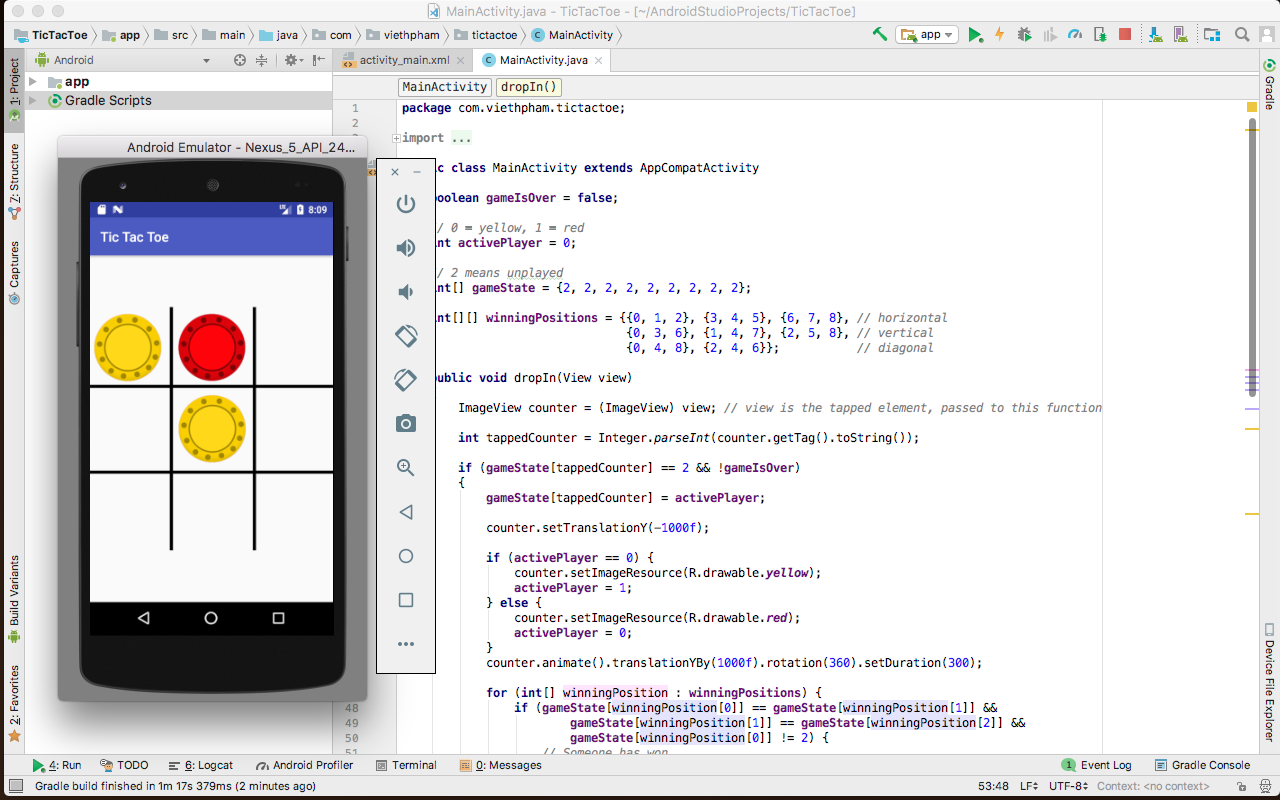 MainActivity.java - TicTacToe - [~/AndroidStudioProjects/TicTacToe]
TicTacToe app src main java com viethpham tictactoe MainActivity app
Android
activity_main.xml MainActivity.java
1: Project
7: Structure
Captures
Build Variants
2: Favorites
app
Gradle Scripts
MainActivity dropIn()
1 package com.viethpham.tictactoe;
2
import ...
c class MainActivity extends AppCompatActivity
oolean gameIsOver = false;
/ 0 = yellow, 1 = red
nt activePlayer = 0;
/ 2 means unplayed
nt[] gameState = {2, 2, 2, 2, 2, 2, 2, 2, 2};
nt[][] winningPositions = {{0, 1, 2}, {3, 4, 5}, {6, 7, 8}, // horizontal
{0, 3, 6}, {1, 4, 7}, {2, 5, 8}, // vertical
{0, 4, 8}, {2, 4, 6}}; // diagonal
public void dropIn(View view)
ImageView counter = (ImageView) view; // view is the tapped element, passed to this function
int tappedCounter = Integer.parseInt(counter.getTag().toString());
if (gameState[tappedCounter] == 2 && !gameIsOver)
{
gameState[tappedCounter] = activePlayer;
counter.setTranslationY(-1000f);
if (activePlayer == 0) {
counter.setImageResource(R.drawable.yellow);
activePlayer = 1;
} else {
counter.setImageResource(R.drawable.red);
activePlayer = 0;
}
counter.animate().translationYBy(1000f).rotation(360).setDuration(300);
for (int[] winningPosition : winningPositions) {
48 if (gameState[winningPosition[0]] == gameState[winningPosition[1]] &&
49 gameState[winningPosition[1]] == gameState[winningPosition[2]] &&
50 gameState[winningPosition[0]] != 2) {
51 // Someone has won
Android Emulator - Nexus_5_API_24...
8:09
Tic Tac Toe
Gradle
Device File Explorer
4: Run TODO 6: Logcat Android Profiler Terminal 0: Messages 1 Event Log Gradle Console
Gradle build finished in 1m 17s 379ms (2 minutes ago) 53:48 LF UTF-8 Context: <no context>